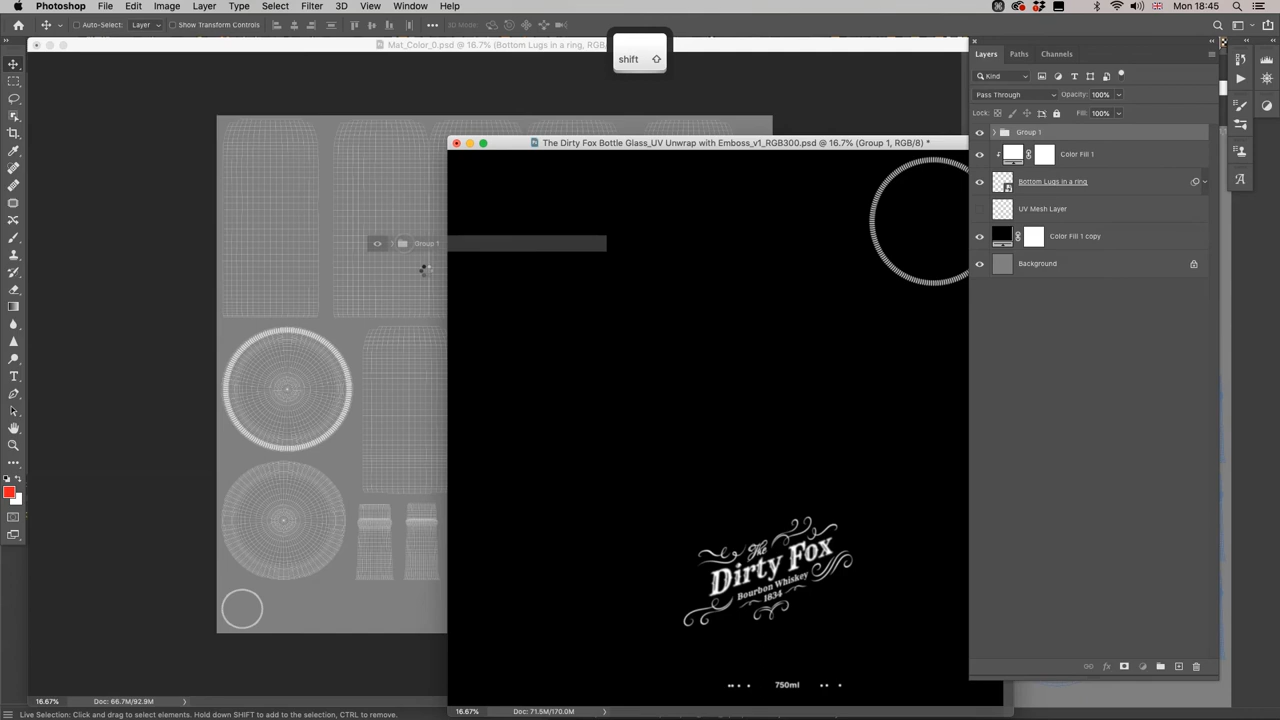 Photoshop File Edit Image Layer Type Select Filter 3D View Window Help
Mon 18:45
Auto-Select: Layer Show Transform Controls 3D Mode:
shift
Mat_Color_0.psd @ 16.7% (Bottom Lugs in a ring, RGB/
The Dirty Fox Bottle Glass_UV Unwrap with Emboss_v1_RGB300.psd @ 16.7% (Group 1, RGB/8) *
Layers Paths Channels
Kind
Pass Through Opacity: 100%
Lock: Fill: 100%
Group 1
Color Fill 1
Bottom Lugs in a ring
UV Mesh Layer
Color Fill 1 copy
Background
Group 1
The
Dirty Fox
Bourbon Whiskey
1834
750ml
16.67% Doc: 66.7M/92.9M
16.67% Doc: 71.5M/170.0M
Live Selection: Click and drag to select elements. Hold down SHIFT to add to the selection, CTRL to remove.